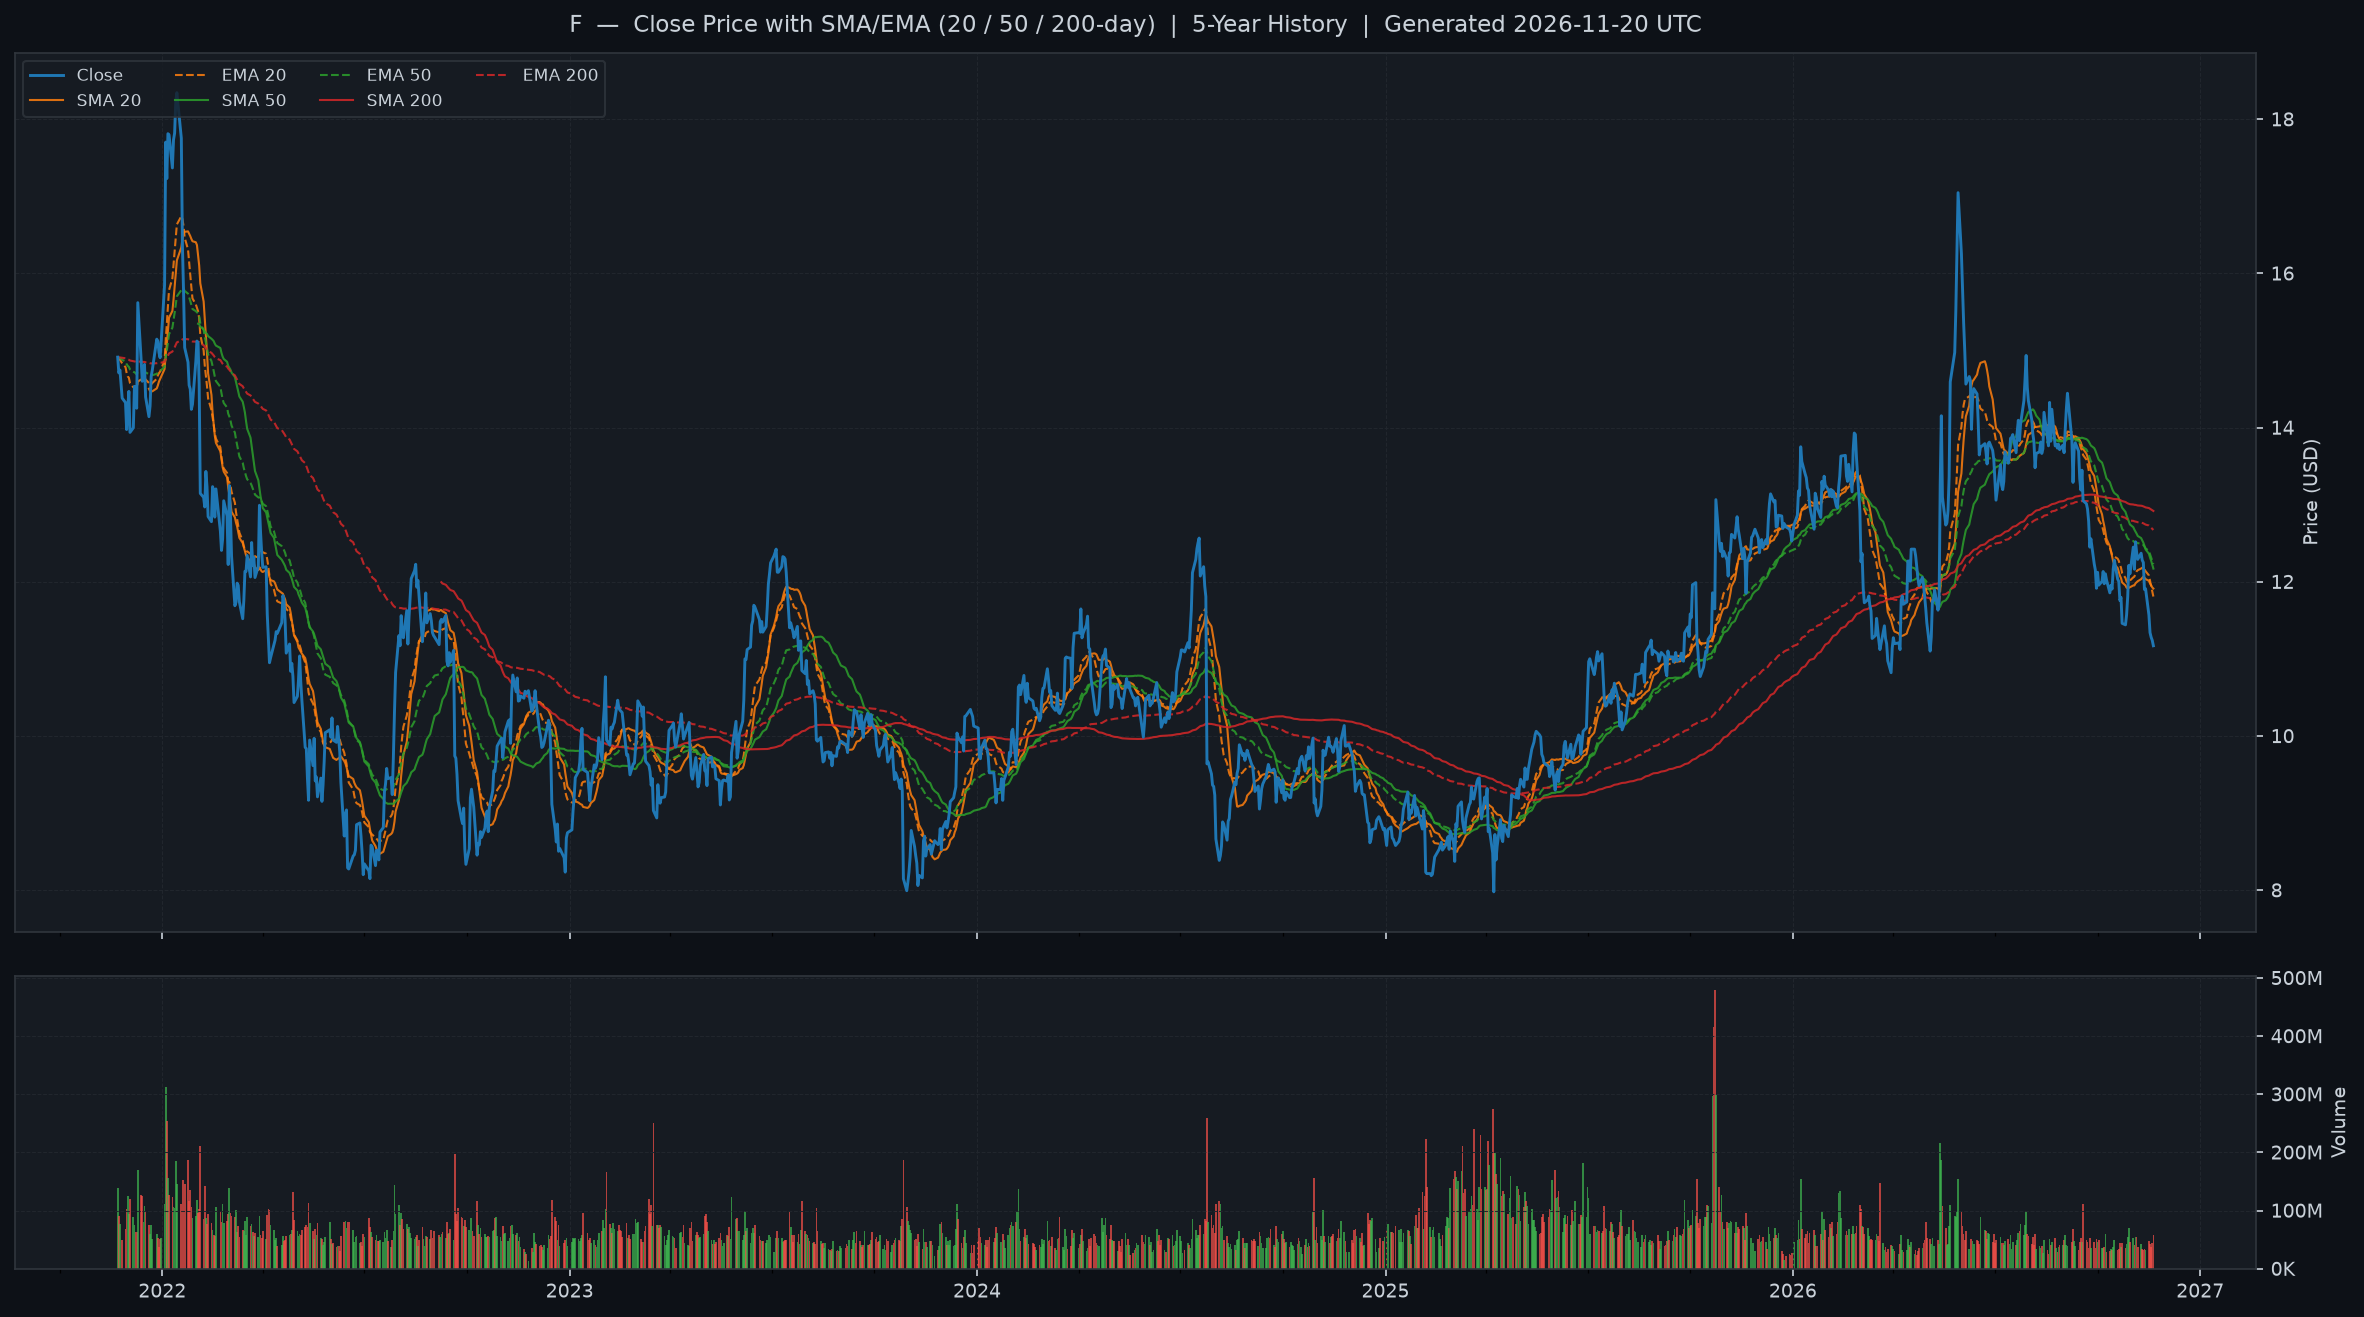 F — Close Price with SMA/EMA (20 / 50 / 200-day) | 5-Year History | Generated 2026-11-20 UTC
Close EMA 20 EMA 50 EMA 200
SMA 20 SMA 50 SMA 200
18
16
14
12
10
8
Price (USD)
500M
400M
300M
200M
100M
0K
Volume
2022 2023 2024 2025 2026 2027